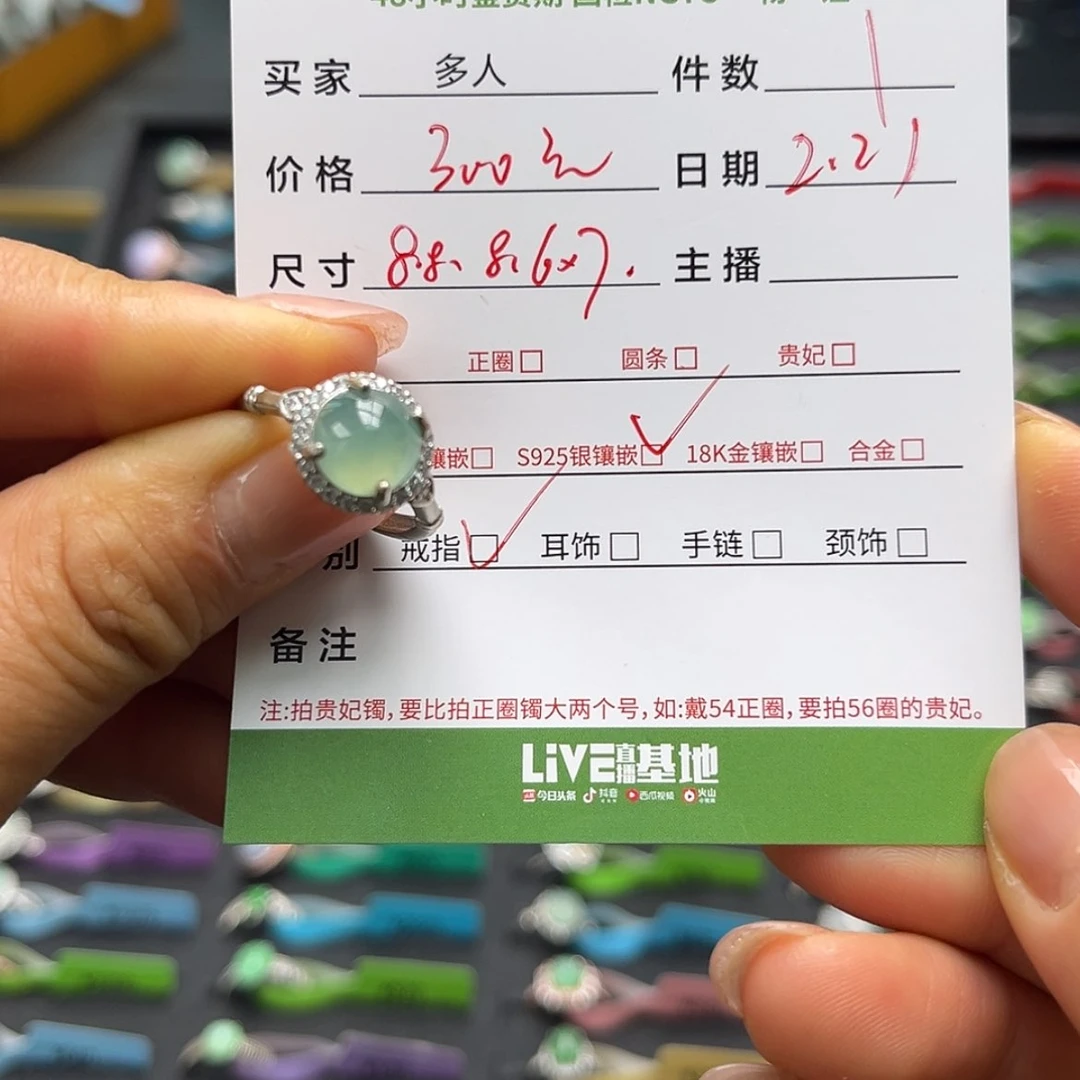 买家 多人 件数 1
价格 300元 日期 2.21
尺寸 主播
正圈□ 圆条□ 贵妃□
镶嵌□ S925银镶嵌☑ 18K金镶嵌□ 合金□
别 戒指☑ 耳饰□ 手链□ 颈饰□
备注
注:拍贵妃镯,要比拍正圈镯大两个号,如:戴54正圈,要拍56圈的贵妃。
LiVE直播基地
今日头条 抖音 西瓜视频 火山